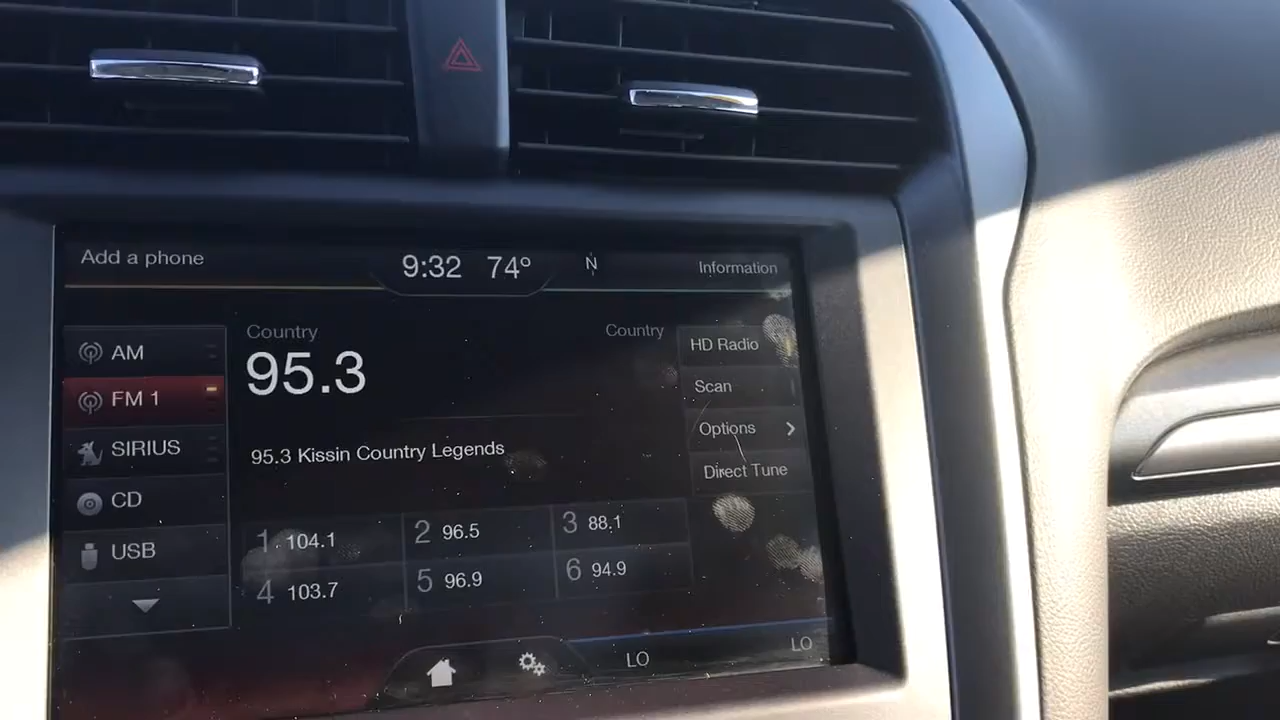 Add a phone
9:32 74° N
Information
AM
FM 1
SIRIUS
CD
USB
Country
Country
95.3
95.3 Kissin Country Legends
1 104.1
2 96.5
3 88.1
4 103.7
5 96.9
6 94.9
HD Radio
Scan
Options
Direct Tune
LO
LO